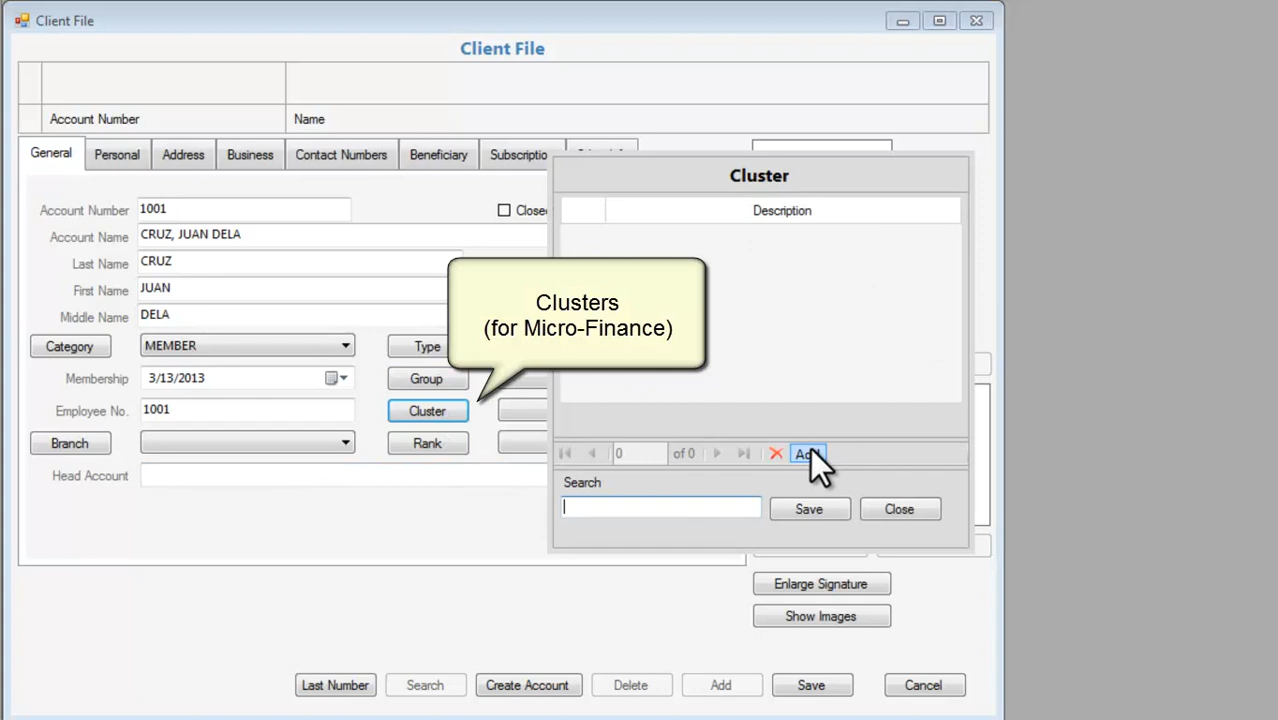 Client File
Client File
Account Number Name
General Personal Address Business Contact Numbers Beneficiary Subscriptio
Account Number 1001 Closed
Account Name CRUZ, JUAN DELA
Last Name CRUZ
First Name JUAN
Middle Name DELA
Category MEMBER Type
Membership 3/13/2013 Group
Employee No. 1001 Cluster
Branch Rank
Head Account
Clusters
(for Micro-Finance)
Cluster
Description
0 of 0 Add
Search
Save Close
Enlarge Signature
Show Images
Last Number Search Create Account Delete Add Save Cancel